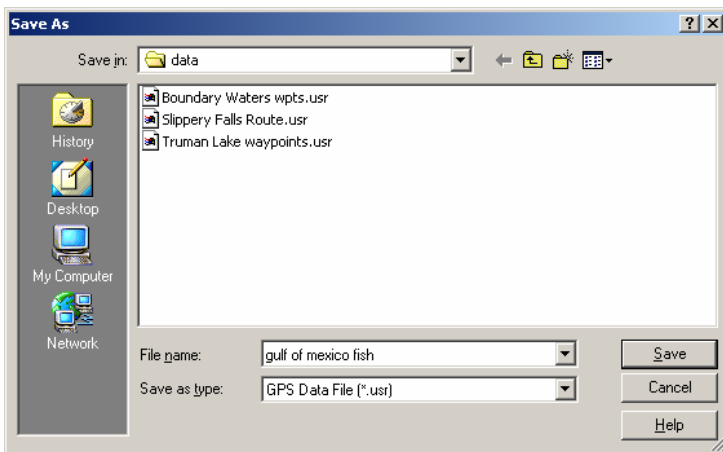 Save As
Save in: data
History
Desktop
My Computer
Network
Boundary Waters wpts.usr
Slippery Falls Route.usr
Truman Lake waypoints.usr
File name: gulf of mexico fish
Save as type: GPS Data File (*.usr)
Save
Cancel
Help